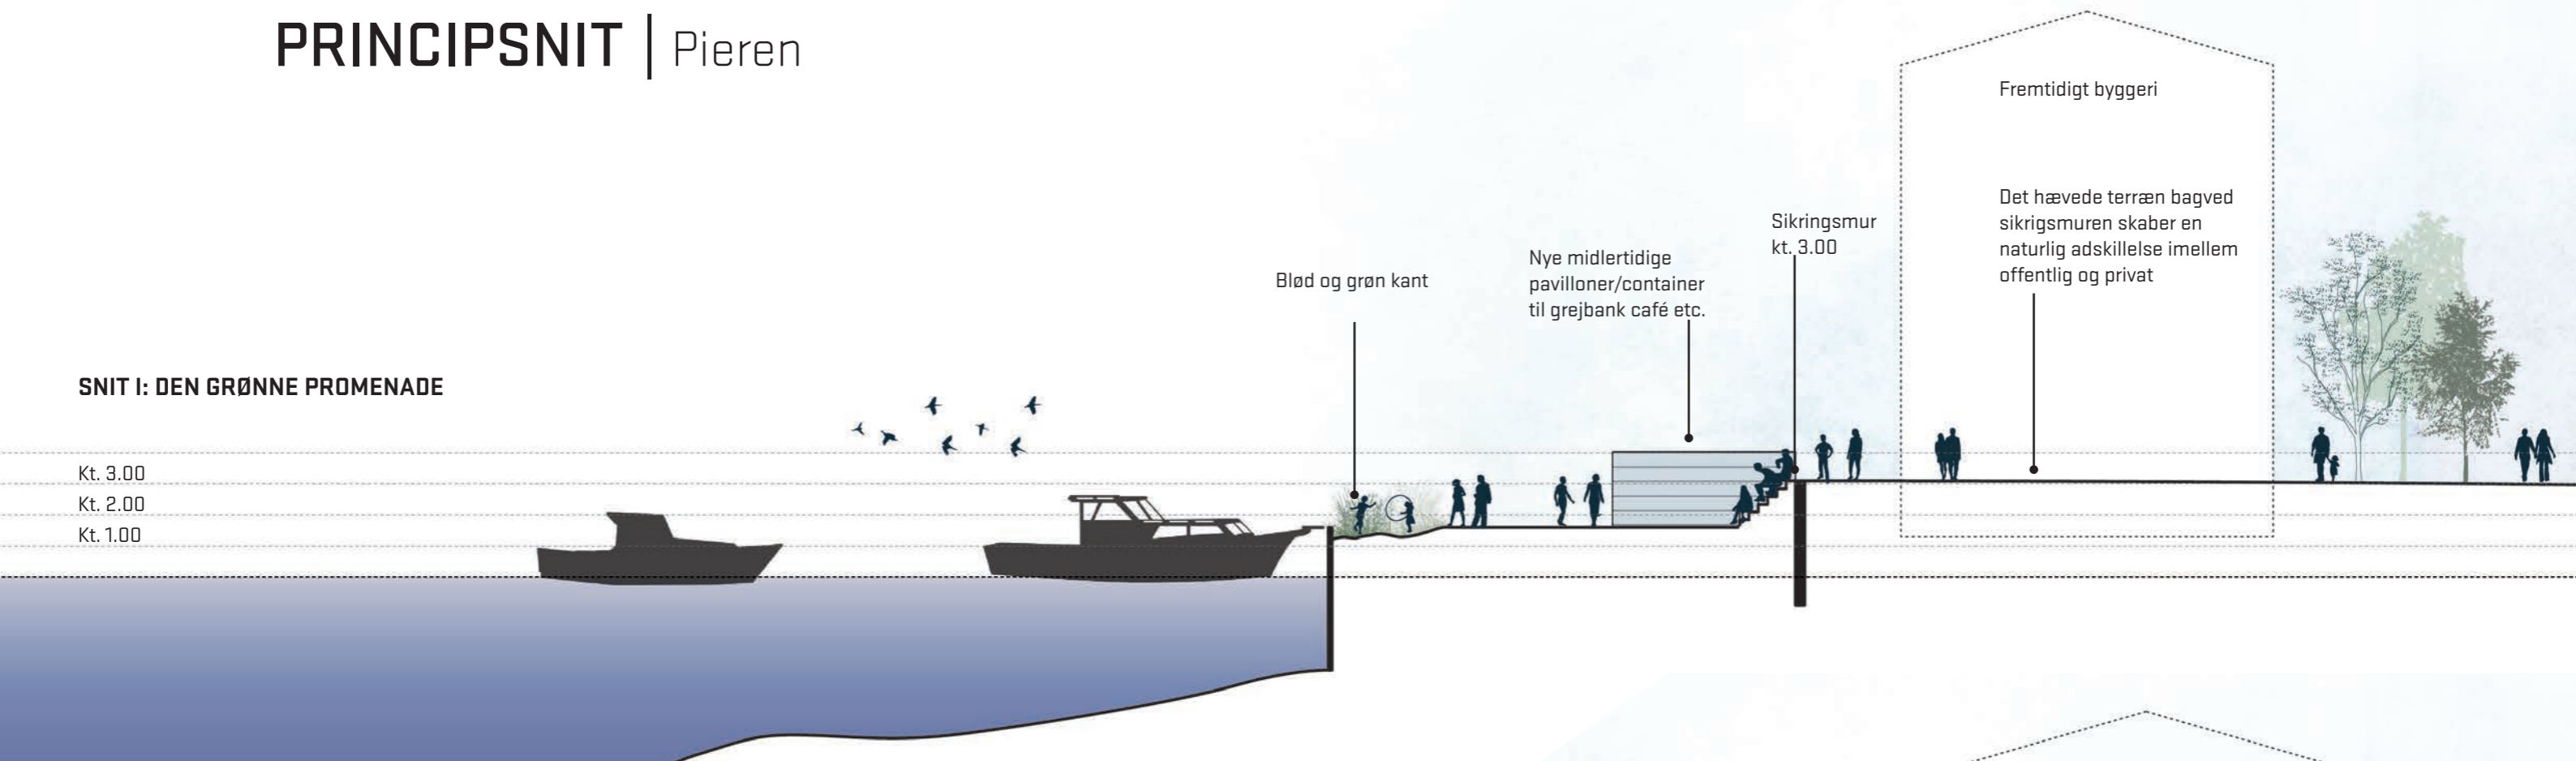 PRINCIPSNIT | Pieren
Fremtidigt byggeri
Det hævede terræn bagved
sikrigsmuren skaber en
naturlig adskillelse imellem
offentlig og privat
Sikringsmur
kt. 3.00
Nye midlertidige
pavilloner/container
til grejbank café etc.
Blød og grøn kant
SNIT I: DEN GRØNNE PROMENADE
Kt. 3.00
Kt. 2.00
Kt. 1.00